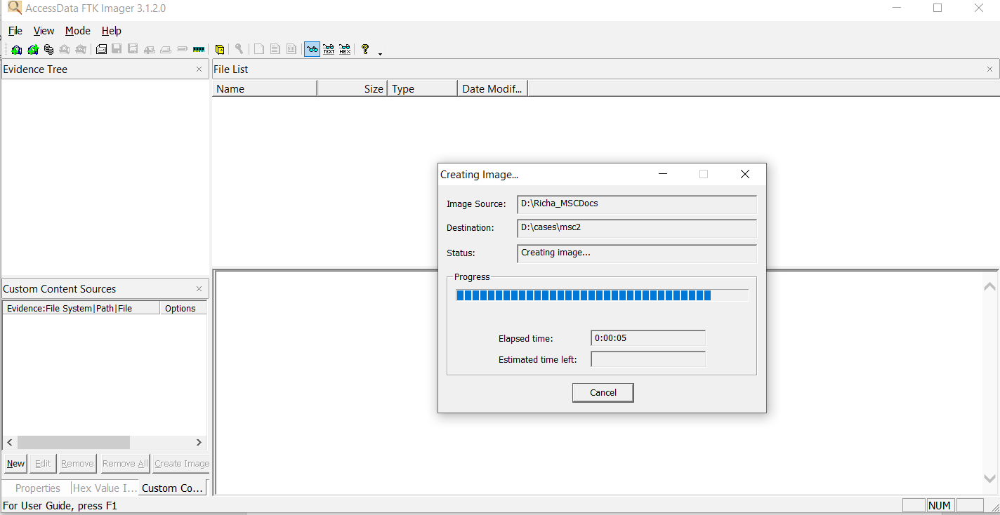 AccessData FTK Imager 3.1.2.0
File View Mode Help
TEXT HEX
Evidence Tree
File List
Name Size Type Date Modif...
Creating Image...
Image Source: D:\Richa_MSCDocs
Destination: D:\cases\msc2
Status: Creating image...
Progress
Elapsed time: 0:00:05
Estimated time left:
Cancel
Custom Content Sources
Evidence:File System|Path|File Options
New Edit Remove Remove All Create Image
Properties Hex Value I... Custom Co...
For User Guide, press F1
NUM